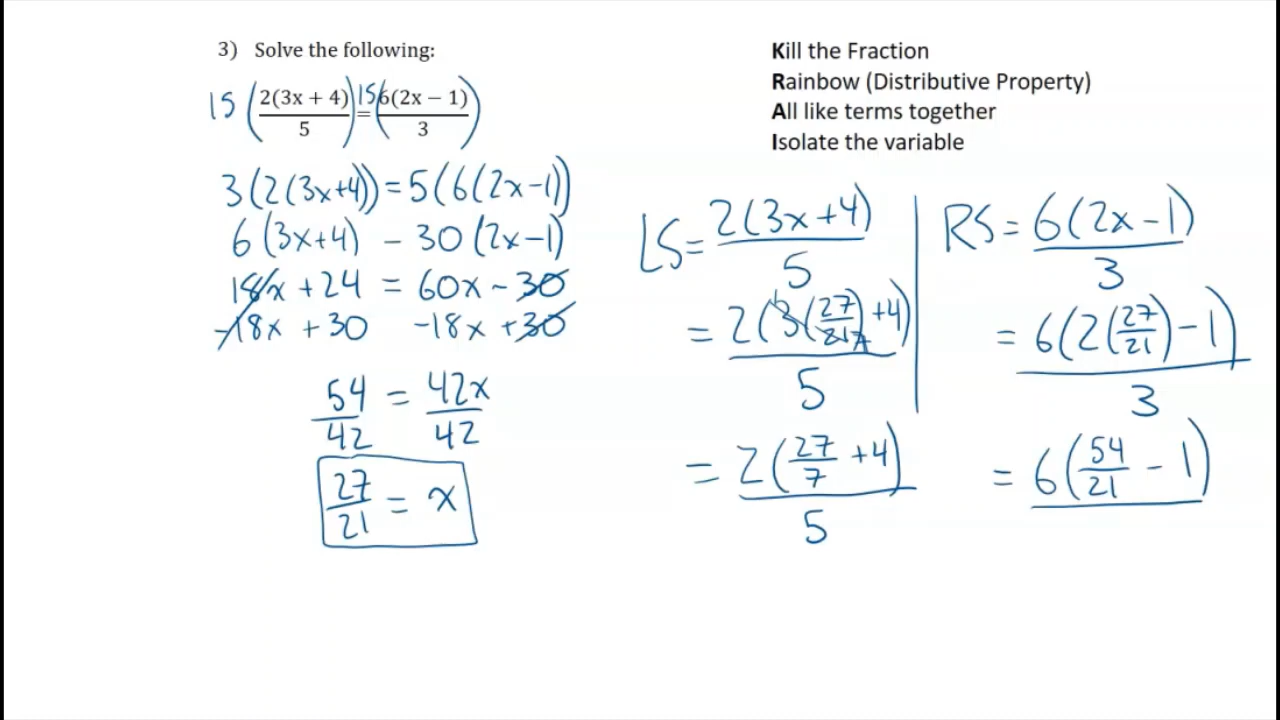 3) Solve the following:
15 (2(3x + 4)/5) = 15(6(2x − 1)/3)
3(2(3x+4)) = 5(6(2x−1))
6(3x+4) − 30(2x−1)
18x + 24 = 60x − 30
−18x + 30 −18x + 30
54/42 = 42x/42
27/21 = x
Kill the Fraction
Rainbow (Distributive Property)
All like terms together
Isolate the variable
LS = 2(3x+4)/5
= 2(3(27/21)+4)/5
= 2(27/7 +4)/5
RS = 6(2x−1)/3
= 6(2(27/21)−1)/3
= 6(54/21 − 1)